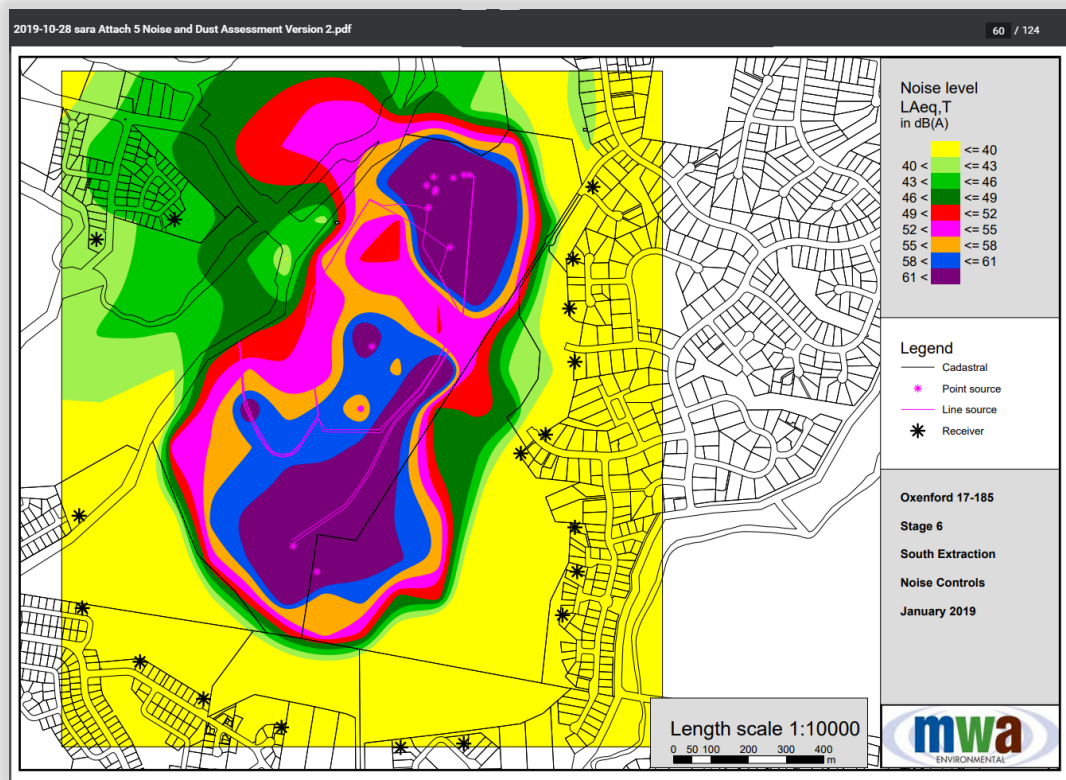 2019-10-28 sara Attach 5 Noise and Dust Assessment Version 2.pdf
60 / 124
Noise level
LAeq,T
in dB(A)
<= 40
40 < <= 43
43 < <= 46
46 < <= 49
49 < <= 52
52 < <= 55
55 < <= 58
58 < <= 61
61 <
Legend
Cadastral
Point source
Line source
Receiver
Oxenford 17-185
Stage 6
South Extraction
Noise Controls
January 2019
Length scale 1:10000
0 50 100 200 300 400
m
mwa
ENVIRONMENTAL